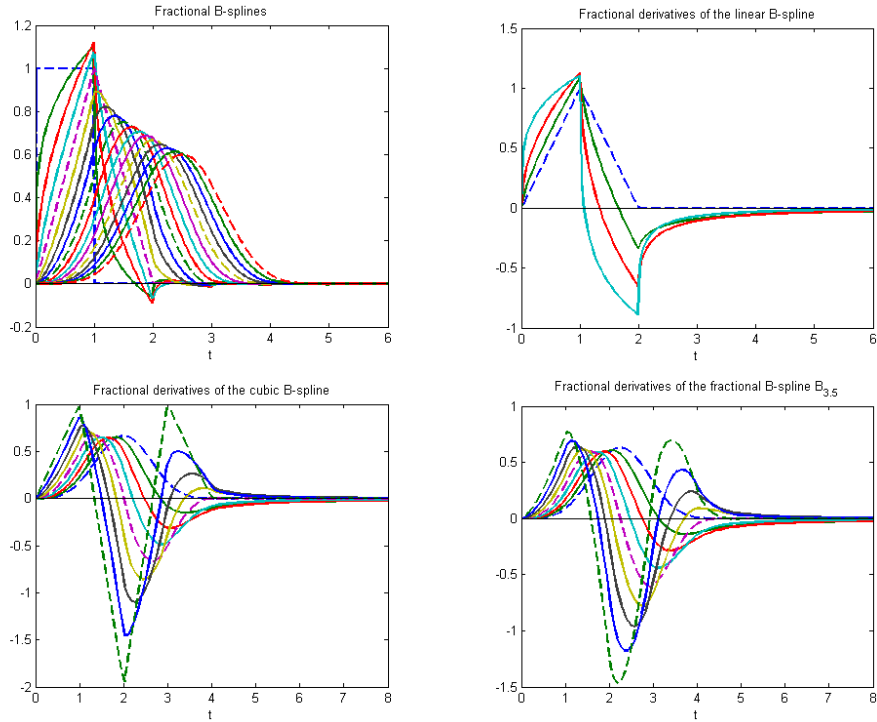 Fractional B-splines
1.2
1
0.8
0.6
0.4
0.2
0
-0.2
0 1 2 3 4 5 6
t
Fractional derivatives of the linear B-spline
1.5
1
0.5
0
-0.5
-1
0 1 2 3 4 5 6
t
Fractional derivatives of the cubic B-spline
1
0.5
0
-0.5
-1
-1.5
-2
0 1 2 3 4 5 6 7 8
t
Fractional derivatives of the fractional B-spline B3.5
1
0.5
0
-0.5
-1
-1.5
0 1 2 3 4 5 6 7 8
t